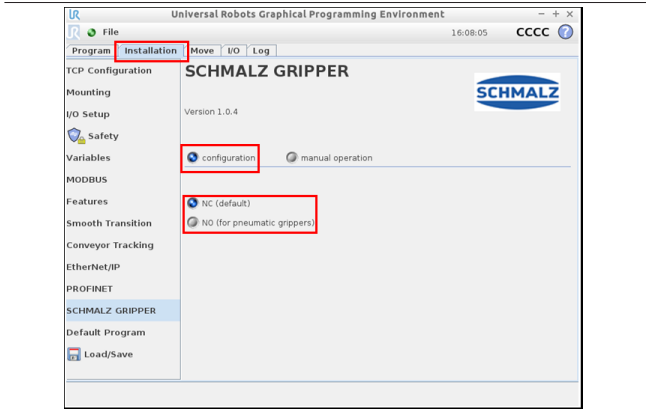 UR
Universal Robots Graphical Programming Environment
R
File
16:08:05
CCCC
?
Program
Installation
Move
I/O
Log
TCP Configuration
Mounting
I/O Setup
Safety
Variables
MODBUS
Features
Smooth Transition
Conveyor Tracking
EtherNet/IP
PROFINET
SCHMALZ GRIPPER
Default Program
Load/Save
SCHMALZ GRIPPER
SCHMALZ
Version 1.0.4
configuration
manual operation
NC (default)
NO (for pneumatic grippers)